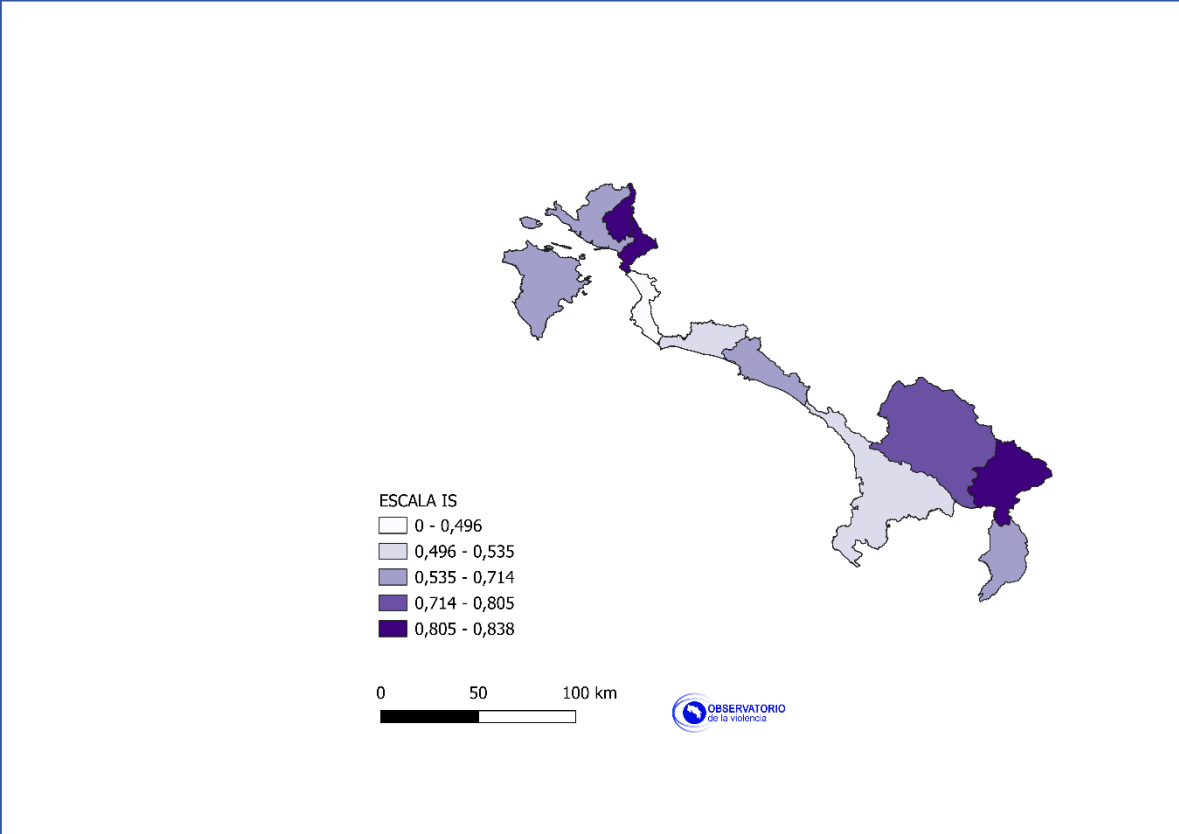 ESCALA IS
0 - 0,496
0,496 - 0,535
0,535 - 0,714
0,714 - 0,805
0,805 - 0,838
0 50 100 km
OBSERVATORIO
de la violencia